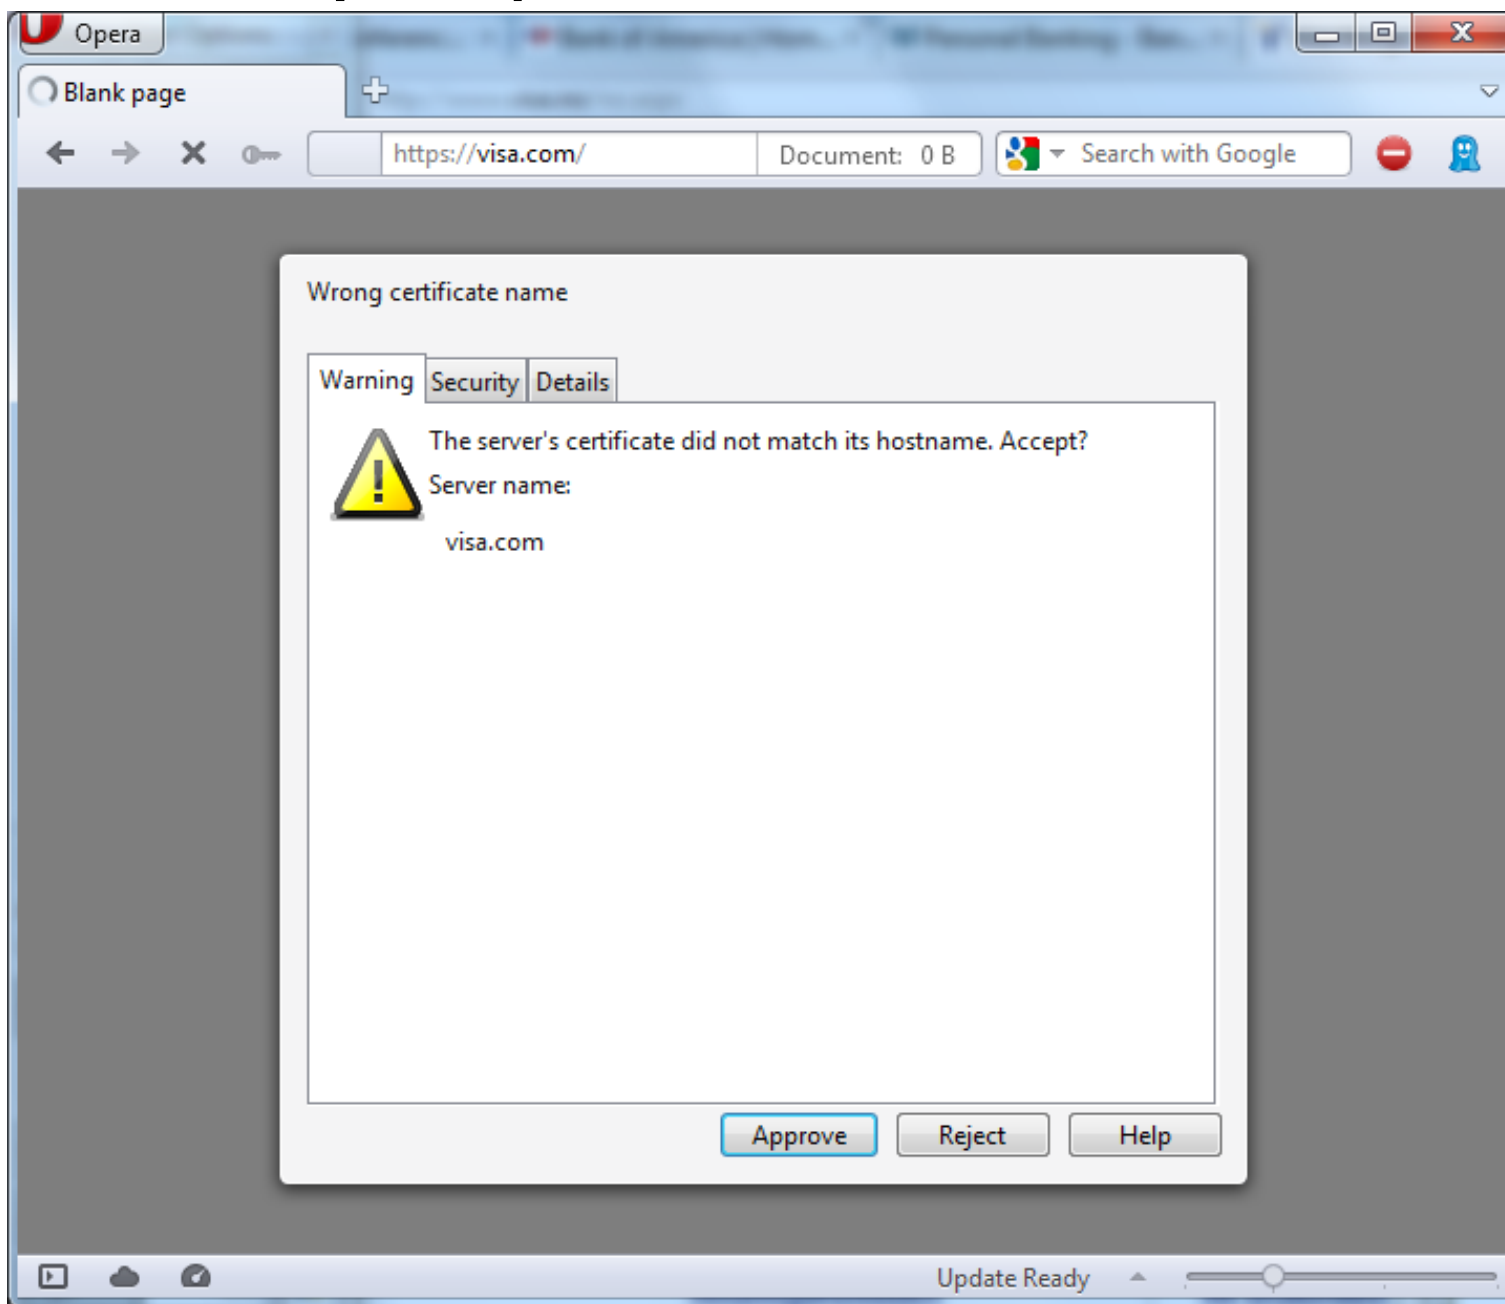 Opera
Blank page
https://visa.com/
Document: 0 B
Search with Google
Wrong certificate name
Warning
Security
Details
The server's certificate did not match its hostname. Accept?
Server name:
visa.com
Approve
Reject
Help
Update Ready